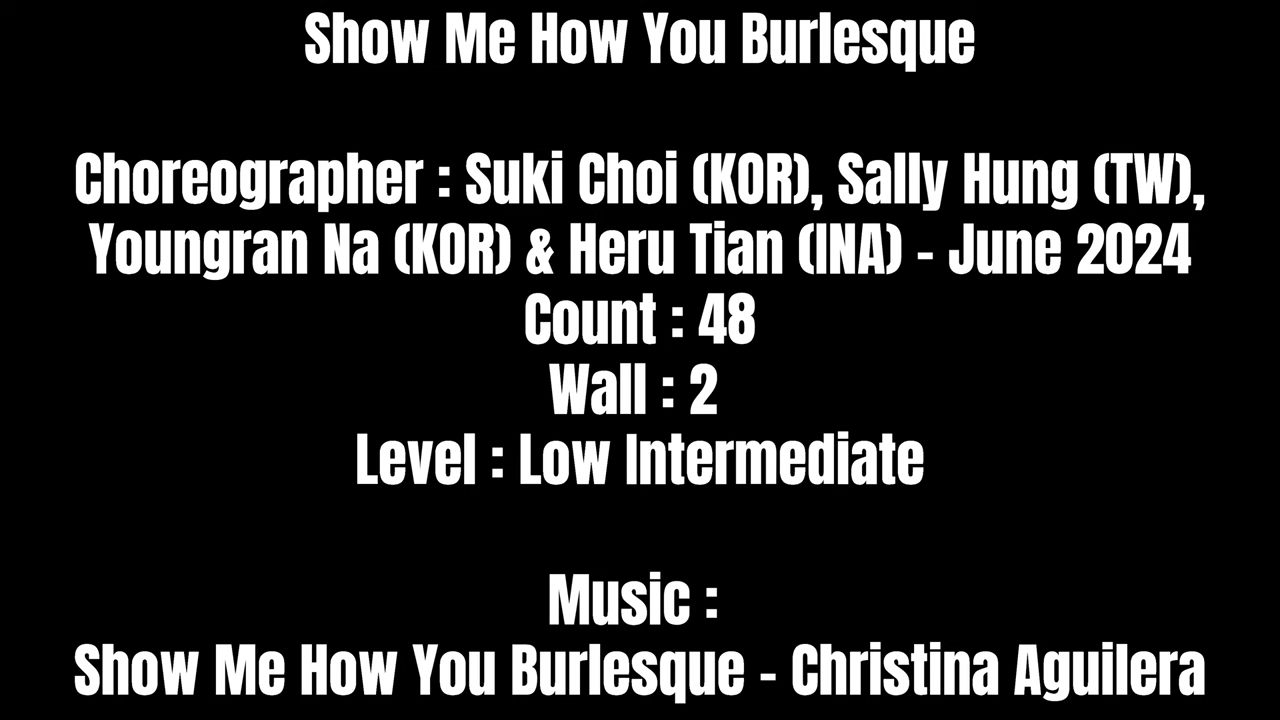 Show Me How You Burlesque
Choreographer : Suki Choi (KOR), Sally Hung (TW),
Youngran Na (KOR) & Heru Tian (INA) - June 2024
Count : 48
Wall : 2
Level : Low Intermediate
Music :
Show Me How You Burlesque - Christina Aguilera